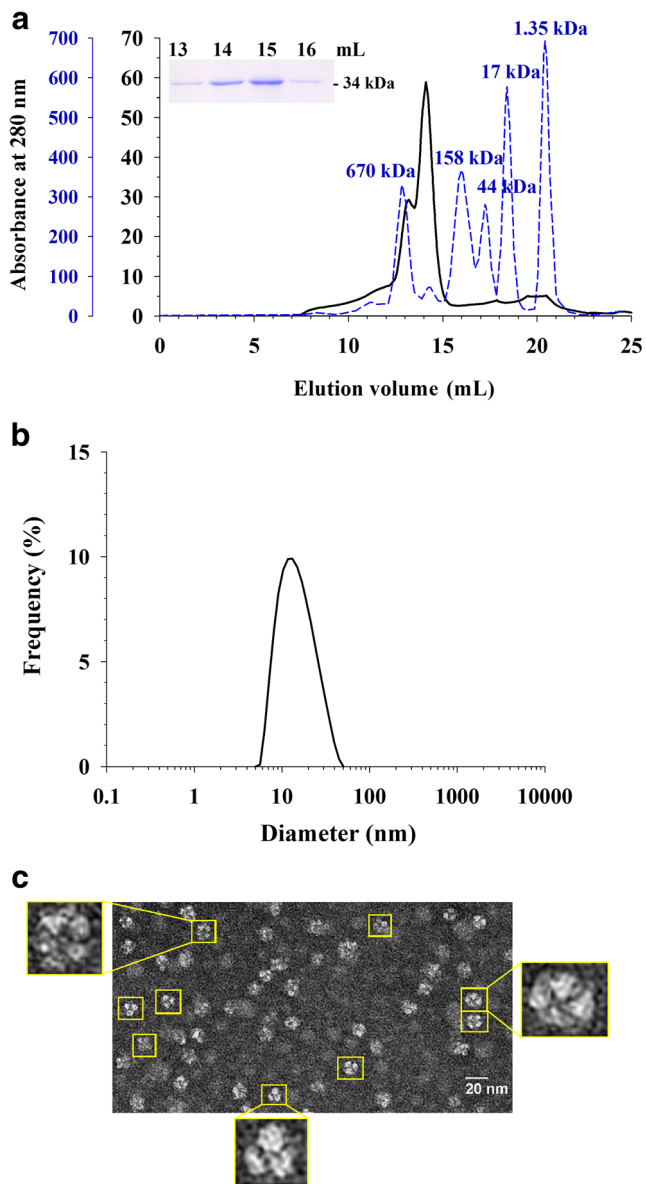 a
700 600 500 400 300 200 100 0
Absorbance at 280 nm
70 60 50 40 30 20 10 0
13 14 15 16 mL
- 34 kDa
670 kDa
158 kDa
44 kDa
17 kDa
1.35 kDa
0 5 10 15 20 25
Elution volume (mL)
b
15
10
5
0
Frequency (%)
0.1 1 10 100 1000 10000
Diameter (nm)
c
20 nm